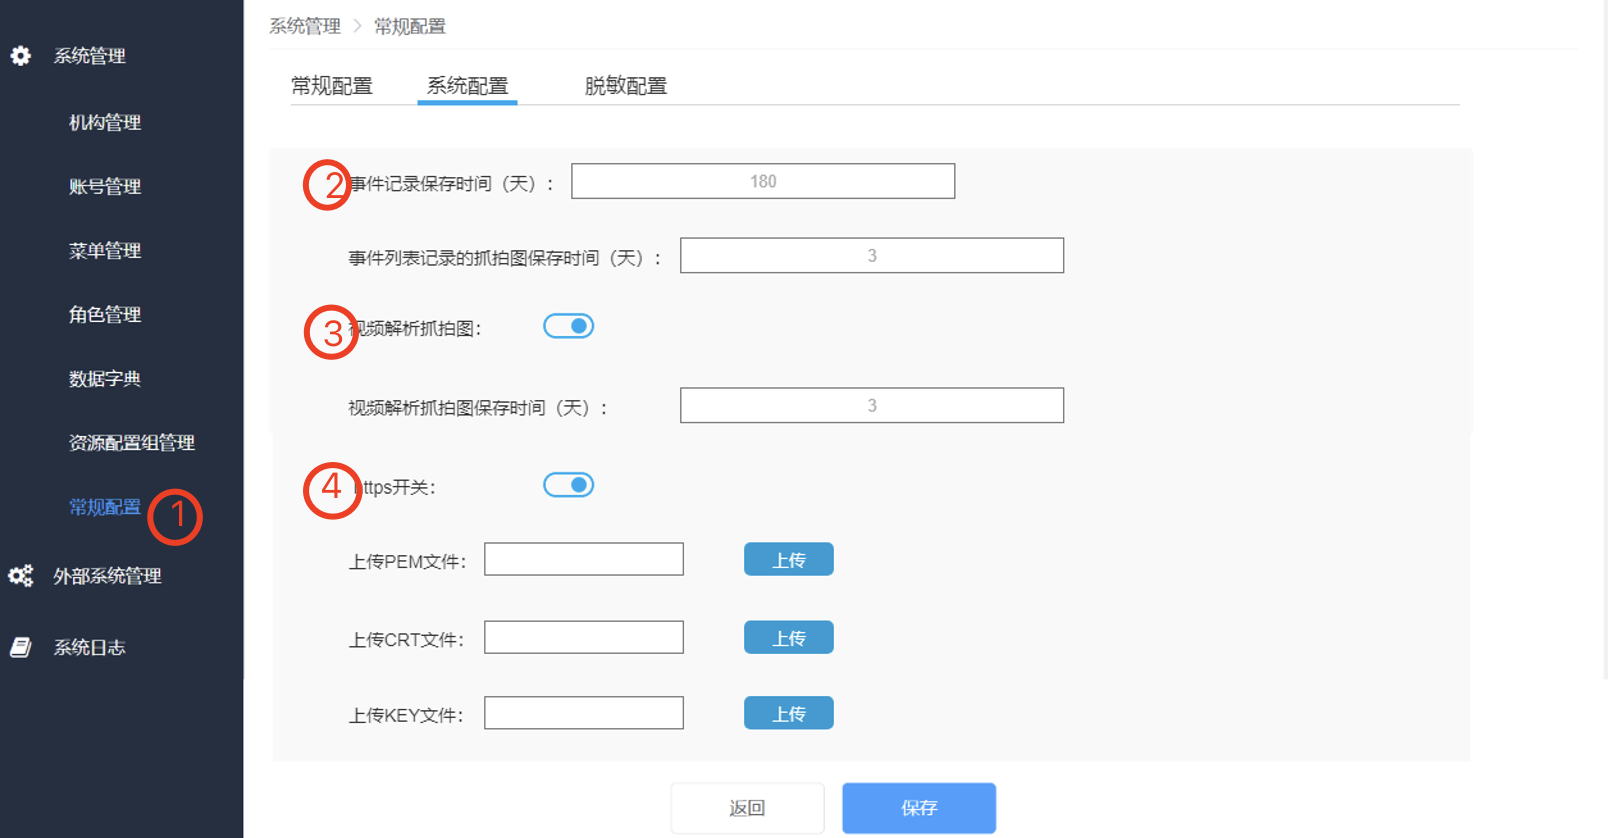 系统管理
机构管理
账号管理
菜单管理
角色管理
数据字典
资源配置组管理
常规配置 1
外部系统管理
系统日志
系统管理 > 常规配置
常规配置 系统配置 脱敏配置
2 事件记录保存时间（天）: 180
事件列表记录的抓拍图保存时间（天）: 3
3 视频解析抓拍图:
视频解析抓拍图保存时间（天）: 3
4 https开关:
上传PEM文件: 上传
上传CRT文件: 上传
上传KEY文件: 上传
返回 保存